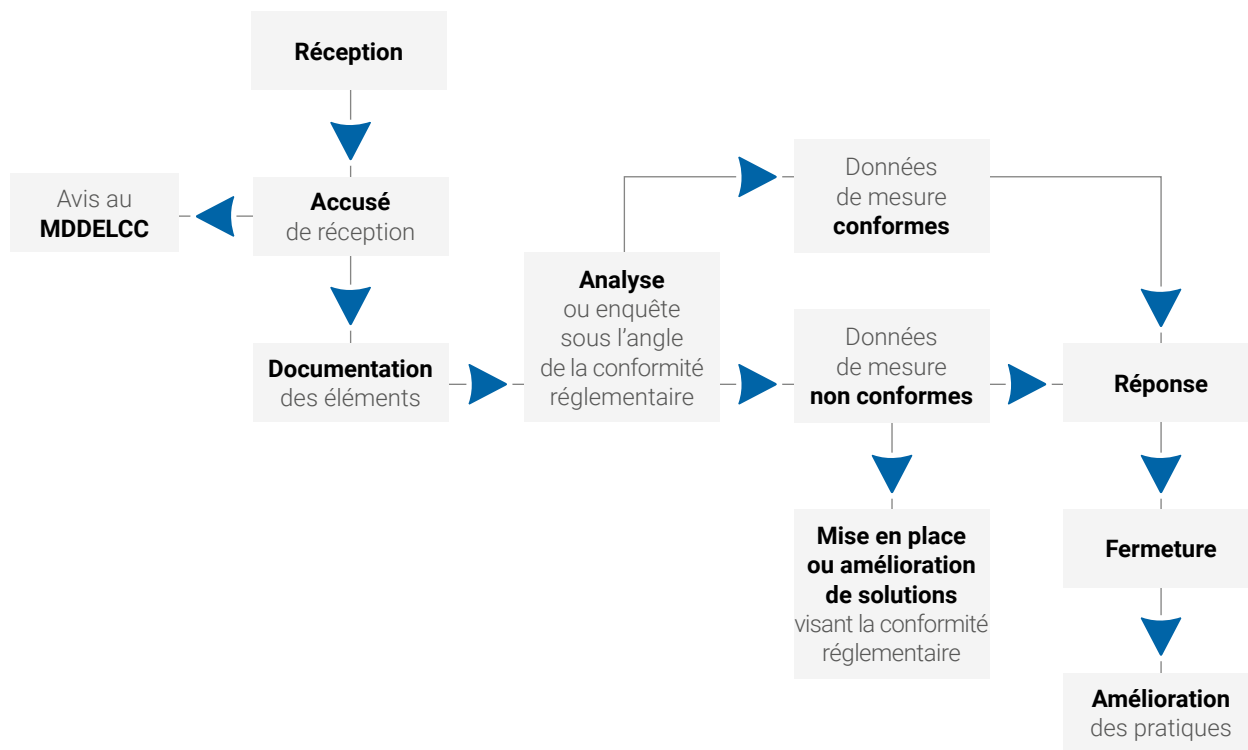 Réception
Avis au
MDDELCC
Accusé
de réception
Documentation
des éléments
Analyse
ou enquête
sous l’angle
de la conformité
réglementaire
Données
de mesure
conformes
Données
de mesure
non conformes
Mise en place
ou amélioration
de solutions
visant la conformité
réglementaire
Réponse
Fermeture
Amélioration
des pratiques